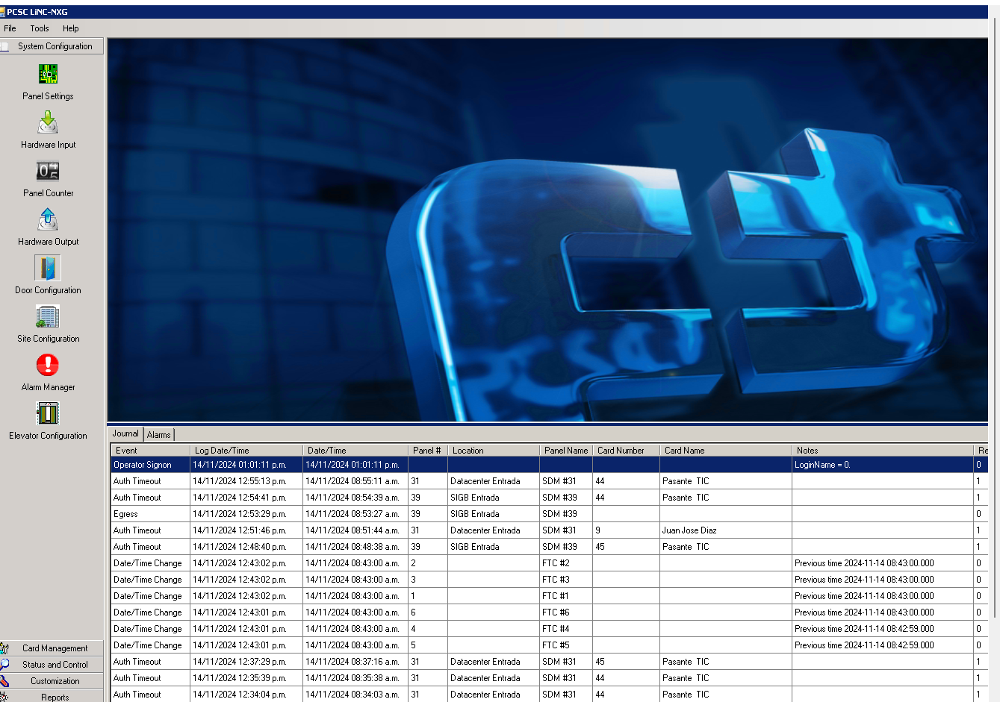 PCSC LiNC-NXG
File Tools Help
System Configuration
Panel Settings
Hardware Input
Panel Counter
Hardware Output
Door Configuration
Site Configuration
Alarm Manager
Elevator Configuration
Card Management
Status and Control
Customization
Reports
pcsc
Journal Alarms
Event Log Date/Time Date/Time Panel # Location Panel Name Card Number Card Name Notes Re
Operator Signon 14/11/2024 01:01:11 p.m. 14/11/2024 01:01:11 p.m. LoginName = 0. 0
Auth Timeout 14/11/2024 12:55:13 p.m. 14/11/2024 08:55:11 a.m. 31 Datacenter Entrada SDM #31 44 Pasante TIC 1
Auth Timeout 14/11/2024 12:54:41 p.m. 14/11/2024 08:54:39 a.m. 39 SIGB Entrada SDM #39 44 Pasante TIC 1
Egress 14/11/2024 12:53:29 p.m. 14/11/2024 08:53:27 a.m. 39 SIGB Entrada SDM #39 0
Auth Timeout 14/11/2024 12:51:46 p.m. 14/11/2024 08:51:44 a.m. 31 Datacenter Entrada SDM #31 9 Juan Jose Diaz 1
Auth Timeout 14/11/2024 12:48:40 p.m. 14/11/2024 08:48:38 a.m. 39 SIGB Entrada SDM #39 45 Pasante TIC 1
Date/Time Change 14/11/2024 12:43:02 p.m. 14/11/2024 08:43:00 a.m. 2 FTC #2 Previous time 2024-11-14 08:43:00.000 0
Date/Time Change 14/11/2024 12:43:02 p.m. 14/11/2024 08:43:00 a.m. 3 FTC #3 Previous time 2024-11-14 08:43:00.000 0
Date/Time Change 14/11/2024 12:43:02 p.m. 14/11/2024 08:43:00 a.m. 1 FTC #1 Previous time 2024-11-14 08:43:00.000 0
Date/Time Change 14/11/2024 12:43:01 p.m. 14/11/2024 08:43:00 a.m. 6 FTC #6 Previous time 2024-11-14 08:43:00.000 0
Date/Time Change 14/11/2024 12:43:01 p.m. 14/11/2024 08:43:00 a.m. 4 FTC #4 Previous time 2024-11-14 08:42:59.000 0
Date/Time Change 14/11/2024 12:43:01 p.m. 14/11/2024 08:43:00 a.m. 5 FTC #5 Previous time 2024-11-14 08:42:59.000 0
Auth Timeout 14/11/2024 12:37:29 p.m. 14/11/2024 08:37:16 a.m. 31 Datacenter Entrada SDM #31 45 Pasante TIC 1
Auth Timeout 14/11/2024 12:35:39 p.m. 14/11/2024 08:35:38 a.m. 31 Datacenter Entrada SDM #31 44 Pasante TIC 1
Auth Timeout 14/11/2024 12:34:04 p.m. 14/11/2024 08:34:03 a.m. 31 Datacenter Entrada SDM #31 44 Pasante TIC 1